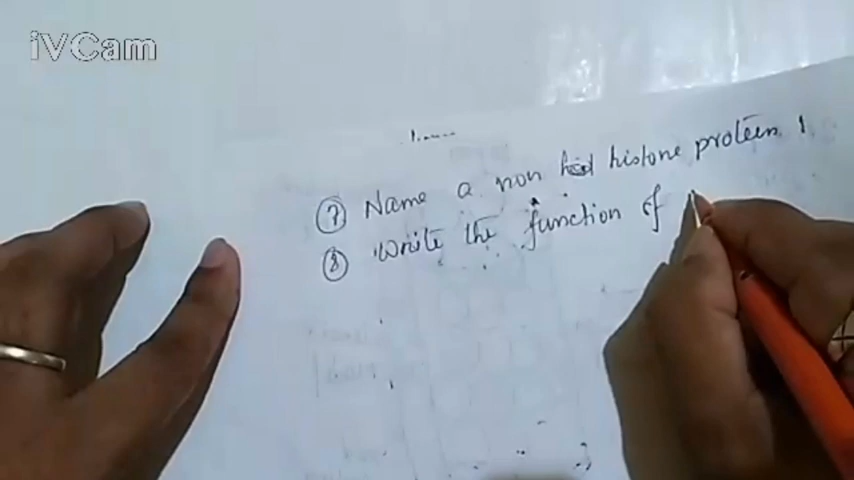 iVCam
⑦ Name a non histone protein !
⑧ Write the function of